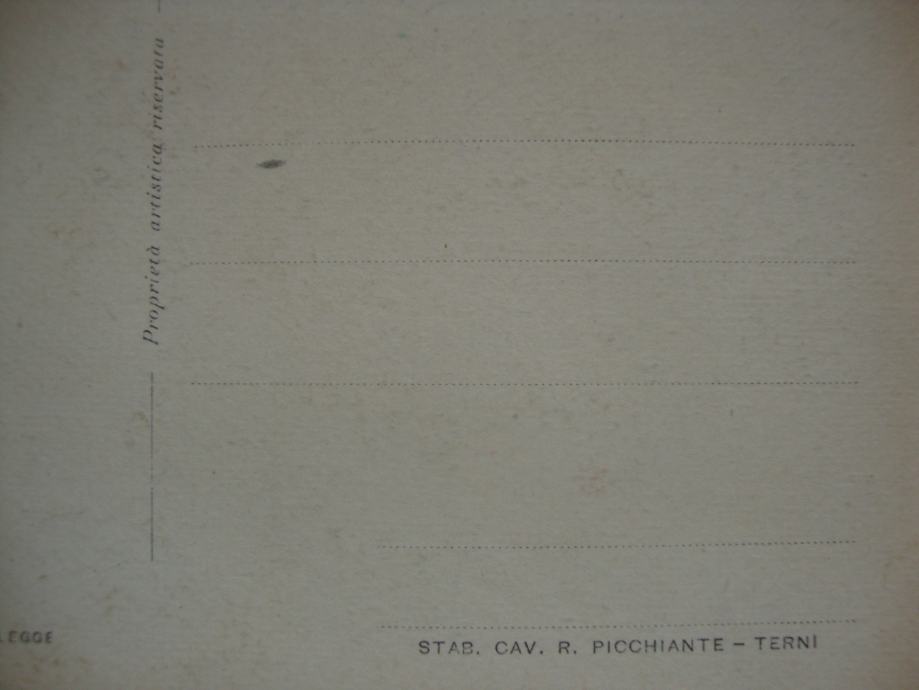 Proprietà artistica riservata
LEGGE
STAB. CAV. R. PICCHIANTE – TERNI